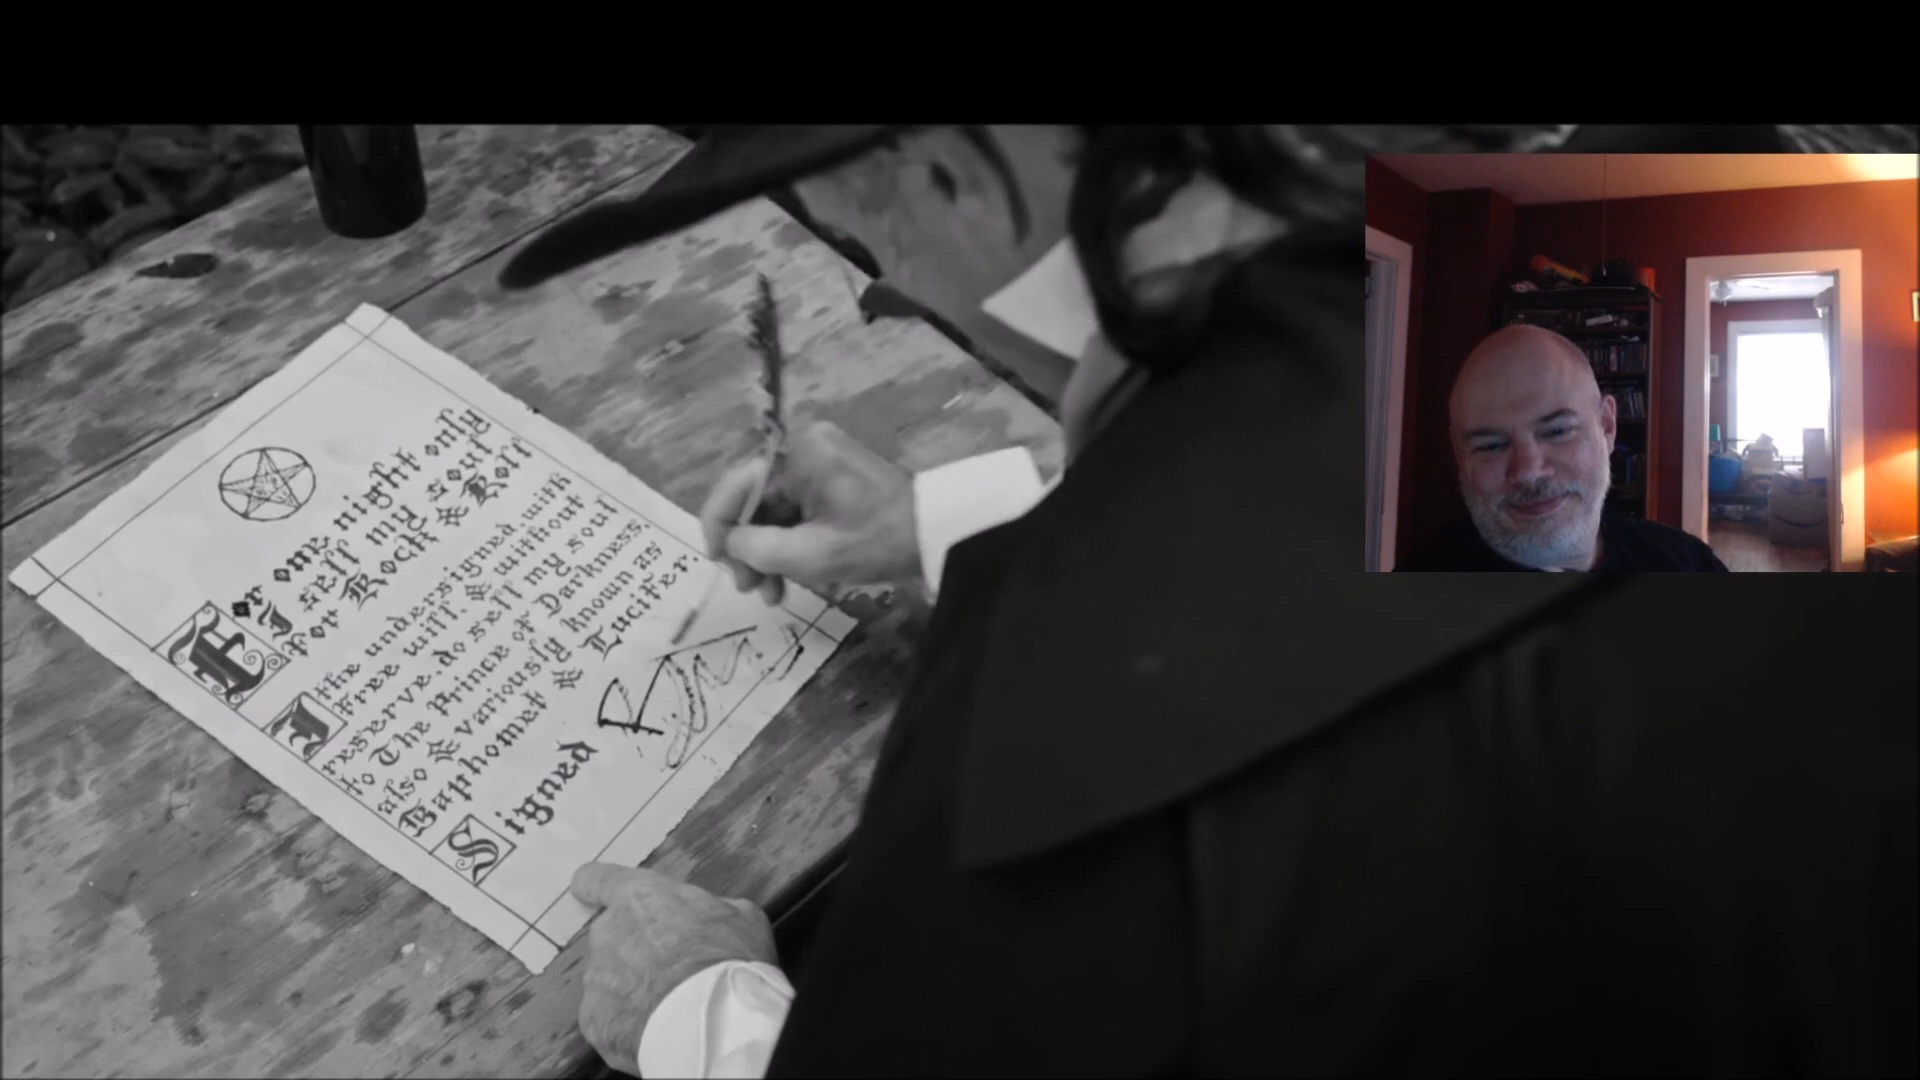 For one night only
I sell my soul
for Rock & Roll
I the undersigned, with
free will, & without
reserve, do sell my soul
to The Prince of Darkness,
also & variously known as
Baphomet & Lucifer.
Signed